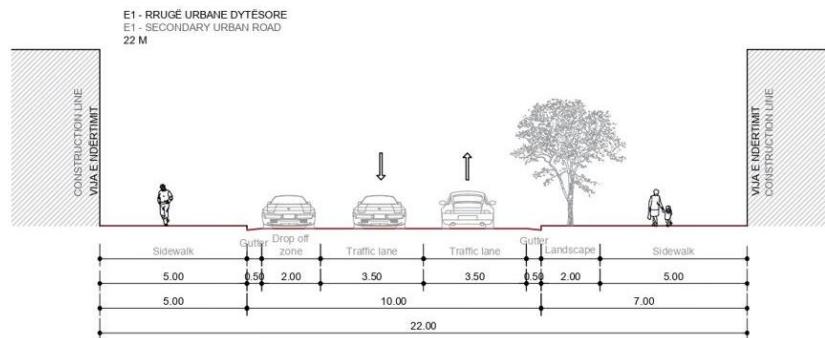 E1 - RRUGË URBANE DYTËSORE
E1 - SECONDARY URBAN ROAD
22 M
CONSTRUCTION LINE
VIJA E NDËRTIMIT
VIJA E NDËRTIMIT
CONSTRUCTION LINE
Sidewalk
Gutter
Drop off
zone
Traffic lane
Traffic lane
Gutter
Landscape
Sidewalk
5.00
0.50
2.00
3.50
3.50
0.50
2.00
5.00
5.00
10.00
7.00
22.00